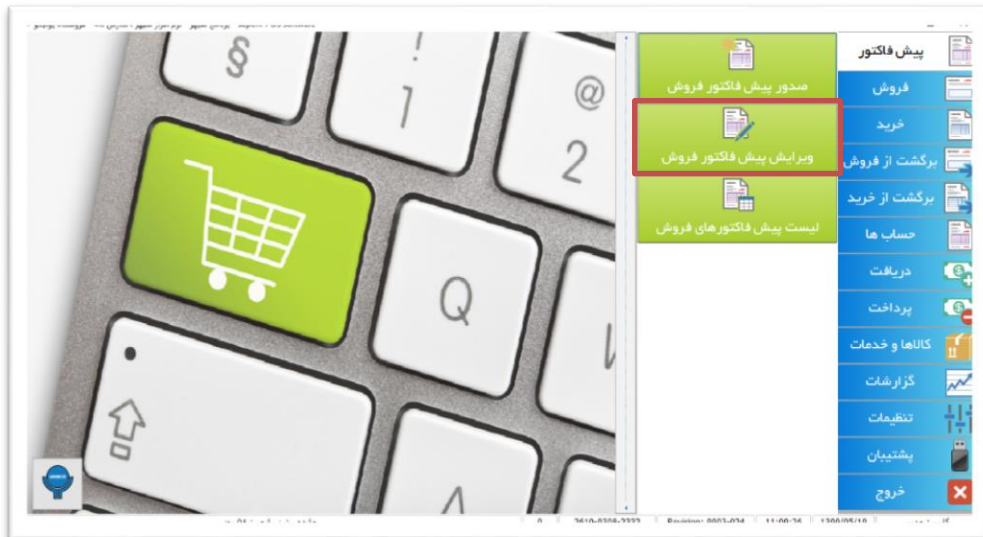 پیش فاکتور
فروش
خرید
برگشت از فروش
برگشت از خرید
حساب ها
دریافت
پرداخت
کالاها و خدمات
گزارشات
تنظیمات
پشتیبان
خروج
صدور پیش فاکتور فروش
ویرایش پیش فاکتور فروش
لیست پیش فاکتورهای فروش
§
!
1
@
2
Q